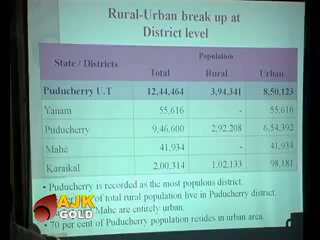 Rural-Urban break up at
District level
State / Districts Population
Total Rural Urban
Puducherry U.T 12,44,464 3,94,341 8,50,123
Yanam 55,616 - 55,616
Puducherry 9,46,600 2,92,208 6,54,392
Mahe 41,934 - 41,934
Karaikal 2,00,314 1,02,133 98,181
• Puducherry is recorded as the most populous district.
of total rural population live in Puducherry district.
Mahe are entirely urban.
• 70 per cent of Puducherry population resides in urban area.
AJK
GOLD